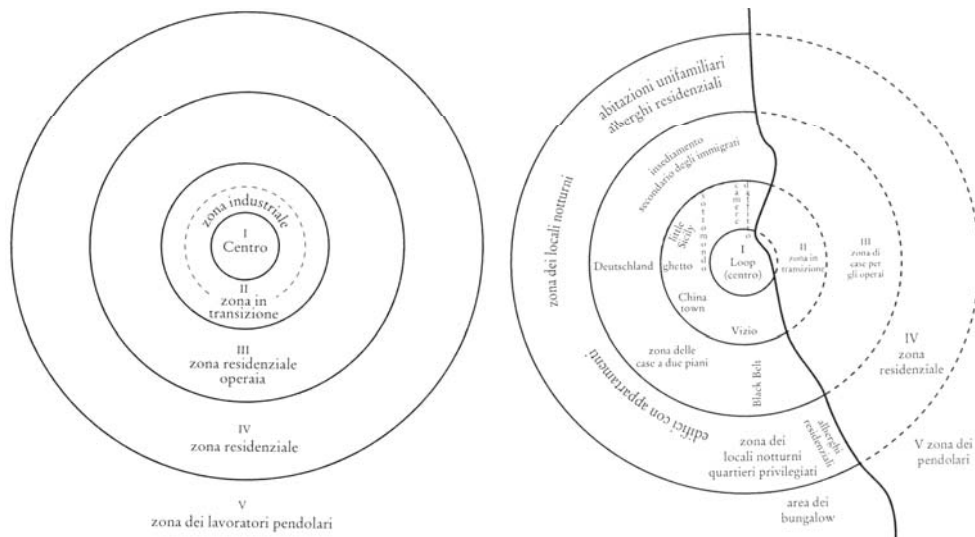 zona industriale
I
Centro
II
zona in
transizione
III
zona residenziale
operaia
IV
zona residenziale
V
zona dei lavoratori pendolari
abitazioni unifamiliari
alberghi residenziali
insediamento
secondario degli immigrati
zona dei locali notturni
little
Sicily
sottomondo
camere
d'affitto
Deutschland
ghetto
I
Loop
(centro)
II
zona in
transizione
III
zona di
case per
gli operai
China
town
Vizio
zona delle
case a due piani
Black Belt
IV
zona
residenziale
edifici con appartamenti
alberghi
residenziali
zona dei
locali notturni
quartieri privilegiati
V zona dei
pendolari
area dei
bungalow